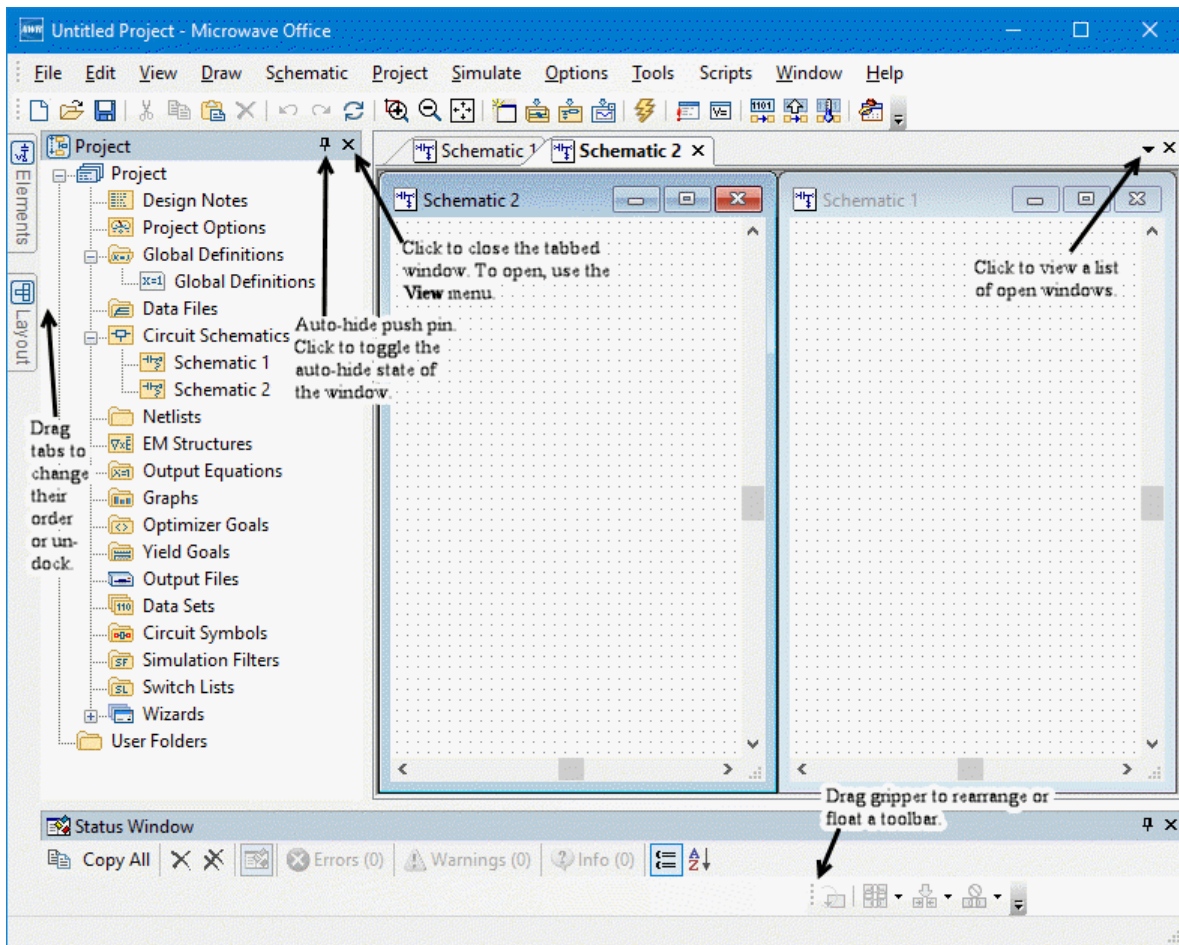 AWR Untitled Project - Microwave Office
File Edit View Draw Schematic Project Simulate Options Tools Scripts Window Help
Elements
Layout
Project
Project
Design Notes
Project Options
Global Definitions
x=1 Global Definitions
Data Files
Circuit Schematics
Schematic 1
Schematic 2
Netlists
EM Structures
Output Equations
Graphs
Optimizer Goals
Yield Goals
Output Files
Data Sets
Circuit Symbols
Simulation Filters
Switch Lists
Wizards
User Folders
Drag
tabs to
change
their
order
or un-
dock.
Auto-hide push pin.
Click to toggle the
auto-hide state of
the window.
Schematic 1 Schematic 2
Schematic 2
Click to close the tabbed
window. To open, use the
View menu.
Schematic 1
Click to view a list
of open windows.
Drag gripper to rearrange or
float a toolbar.
Status Window
Copy All Errors (0) Warnings (0) Info (0)